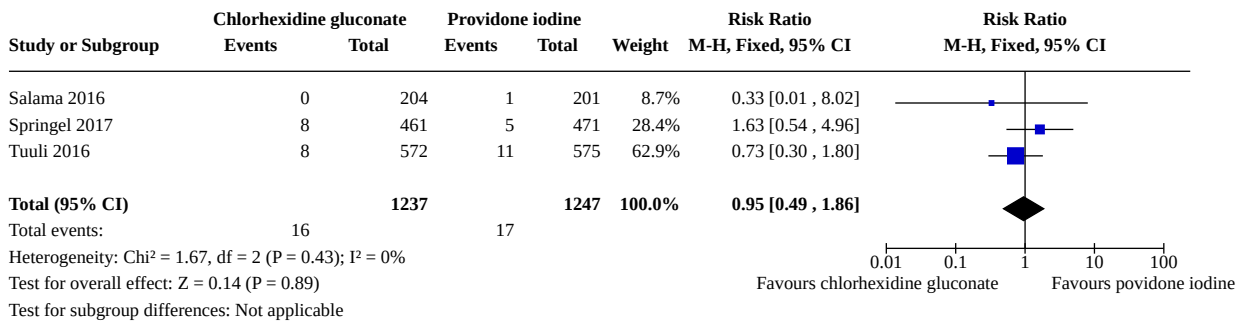 Chlorhexidine gluconate Providone iodine Risk Ratio Risk Ratio
Study or Subgroup Events Total Events Total Weight M-H, Fixed, 95% CI M-H, Fixed, 95% CI
Salama 2016 0 204 1 201 8.7% 0.33 [0.01 , 8.02]
Springel 2017 8 461 5 471 28.4% 1.63 [0.54 , 4.96]
Tuuli 2016 8 572 11 575 62.9% 0.73 [0.30 , 1.80]
Total (95% CI) 1237 1247 100.0% 0.95 [0.49 , 1.86]
Total events: 16 17
Heterogeneity: Chi² = 1.67, df = 2 (P = 0.43); I² = 0%
0.01 0.1 1 10 100
Test for overall effect: Z = 0.14 (P = 0.89)
Favours chlorhexidine gluconate Favours povidone iodine
Test for subgroup differences: Not applicable